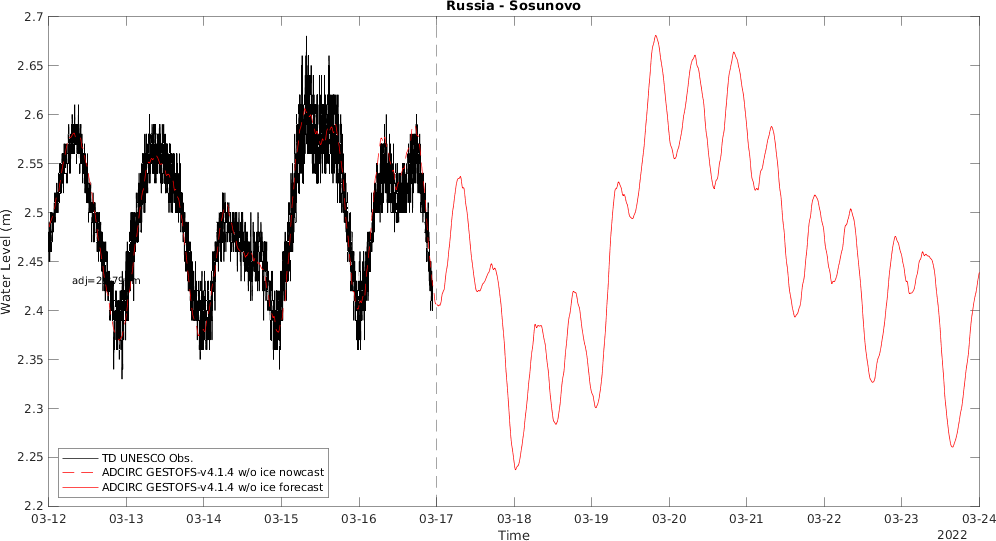 Russia - Sosunovo
2.7
2.65
2.6
2.55
2.5
2.45
2.4
2.35
2.3
2.25
2.2
Water Level (m)
TD UNESCO Obs.
ADCIRC GESTOFS-v4.1.4 w/o ice nowcast
ADCIRC GESTOFS-v4.1.4 w/o ice forecast
03-12 03-13 03-14 03-15 03-16 03-17 03-18 03-19 03-20 03-21 03-22 03-23 03-24
Time
2022